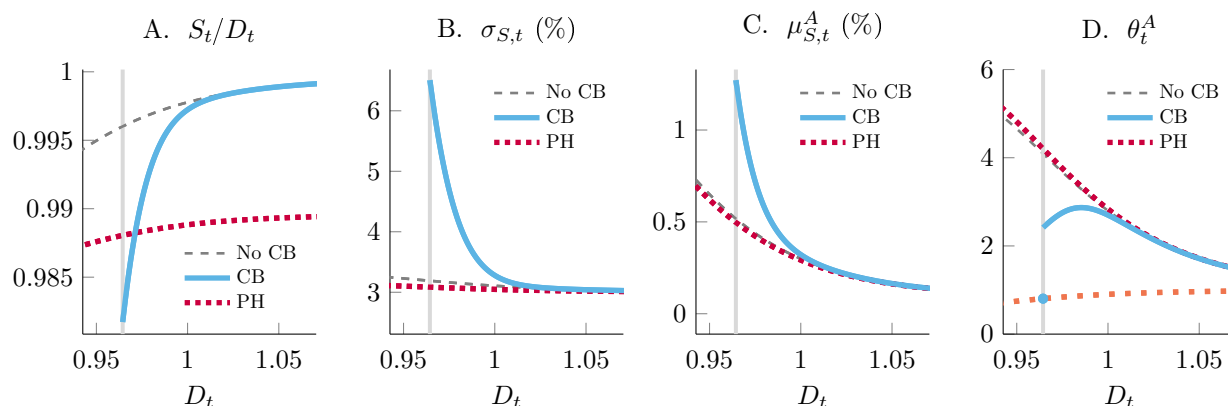 A. S_t/D_t
1
0.995
0.99
0.985
No CB
CB
PH
0.95 1 1.05
D_t
B. σ_{S,t} (%)
6
5
4
3
No CB
CB
PH
0.95 1 1.05
D_t
C. μ^A_{S,t} (%)
1
0.5
0
No CB
CB
PH
0.95 1 1.05
D_t
D. θ^A_t
6
4
2
0
No CB
CB
PH
0.95 1 1.05
D_t